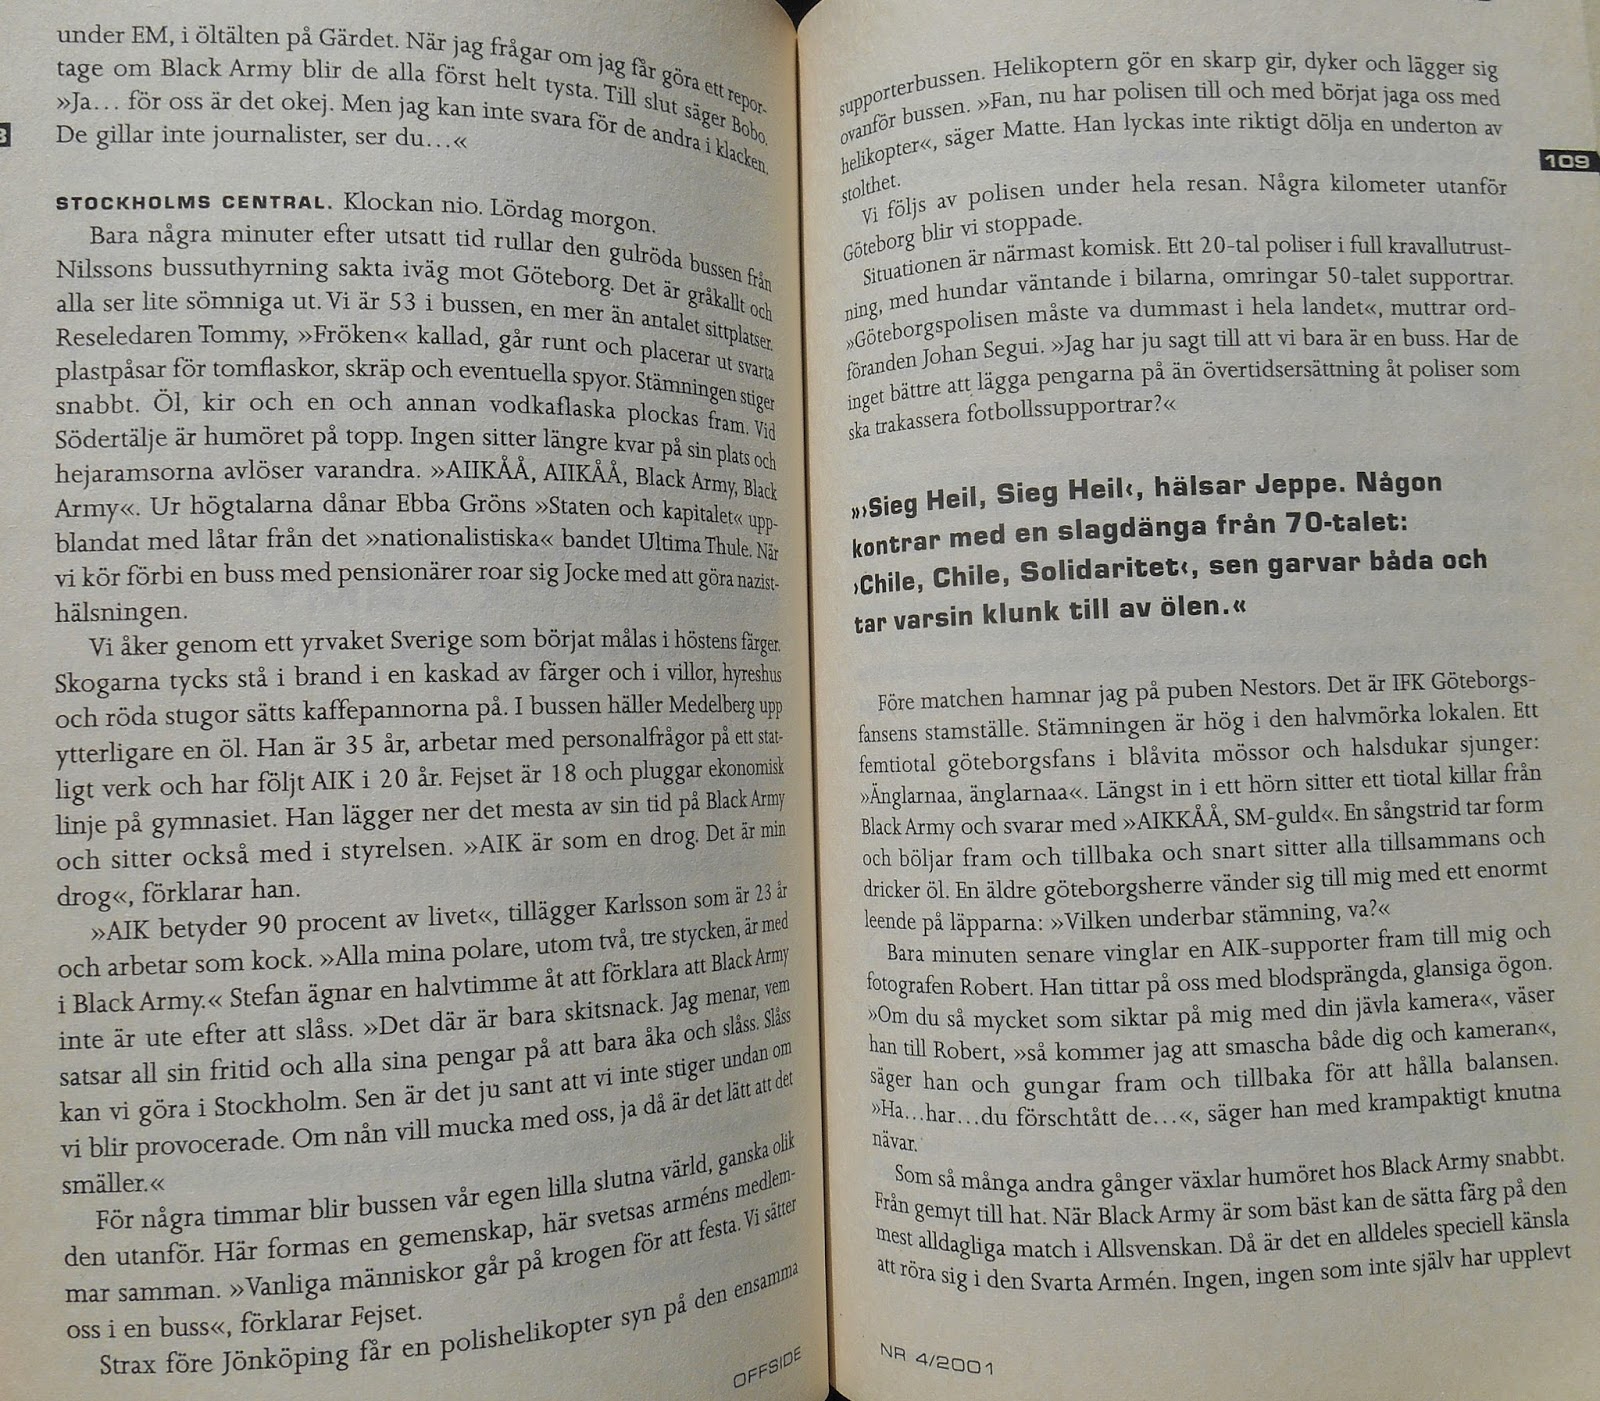 under EM, i öltälten på Gärdet. När jag frågar om jag får göra ett repor-
tage om Black Army blir de alla först helt tysta. Till slut säger Bobo.
»Ja… för oss är det okej. Men jag kan inte svara för de andra i klacken.
De gillar inte journalister, ser du…«
STOCKHOLMS CENTRAL. Klockan nio. Lördag morgon.
Bara några minuter efter utsatt tid rullar den gulröda bussen från
Nilssons bussuthyrning sakta iväg mot Göteborg. Det är gråkallt och
alla ser lite sömniga ut. Vi är 53 i bussen, en mer än antalet sittplatser.
Reseledaren Tommy, »Fröken« kallad, går runt och placerar ut svarta
plastpåsar för tomflaskor, skräp och eventuella spyor. Stämningen stiger
snabbt. Öl, kir och en och annan vodkaflaska plockas fram. Vid
Södertälje är humöret på topp. Ingen sitter längre kvar på sin plats och
hejaramsorna avlöser varandra. »AIIKÅÅ, AIIKÅÅ, Black Army, Black
Army«. Ur högtalarna dånar Ebba Gröns »Staten och kapitalet« upp-
blandat med låtar från det »nationalistiska« bandet Ultima Thule. När
vi kör förbi en buss med pensionärer roar sig Jocke med att göra nazist-
hälsningen.
Vi åker genom ett yrvaket Sverige som börjat målas i höstens färger.
Skogarna tycks stå i brand i en kaskad av färger och i villor, hyreshus
och röda stugor sätts kaffepannorna på. I bussen häller Medelberg upp
ytterligare en öl. Han är 35 år, arbetar med personalfrågor på ett stat-
ligt verk och har följt AIK i 20 år. Fejset är 18 och pluggar ekonomisk
linje på gymnasiet. Han lägger ner det mesta av sin tid på Black Army
och sitter också med i styrelsen. »AIK är som en drog. Det är min
drog«, förklarar han.
»AIK betyder 90 procent av livet«, tillägger Karlsson som är 23 år
och arbetar som kock. »Alla mina polare, utom två, tre stycken, är med
i Black Army.« Stefan ägnar en halvtimme åt att förklara att Black Army
inte är ute efter att slåss. »Det där är bara skitsnack. Jag menar, vem
satsar all sin fritid och alla sina pengar på att bara åka och slåss. Slåss
kan vi göra i Stockholm. Sen är det ju sant att vi inte stiger undan om
vi blir provocerade. Om nån vill mucka med oss, ja då är det lätt att det
smäller.«
För några timmar blir bussen vår egen lilla slutna värld, ganska olik
den utanför. Här formas en gemenskap, här svetsas arméns medlem-
mar samman. »Vanliga människor går på krogen för att festa. Vi sätter
oss i en buss«, förklarar Fejset.
Strax före Jönköping får en polishelikopter syn på den ensamma
OFFSIDE
109
supporterbussen. Helikoptern gör en skarp gir, dyker och lägger sig
ovanför bussen. »Fan, nu har polisen till och med börjat jaga oss med
helikopter«, säger Matte. Han lyckas inte riktigt dölja en underton av
stolthet.
Vi följs av polisen under hela resan. Några kilometer utanför
Göteborg blir vi stoppade.
Situationen är närmast komisk. Ett 20-tal poliser i full kravallutrust-
ning, med hundar väntande i bilarna, omringar 50-talet supportrar.
»Göteborgspolisen måste va dummast i hela landet«, muttrar ord-
föranden Johan Segui. »Jag har ju sagt till att vi bara är en buss. Har de
inget bättre att lägga pengarna på än övertidsersättning åt poliser som
ska trakassera fotbollssupportrar?«
»›Sieg Heil, Sieg Heil‹, hälsar Jeppe. Någon
kontrar med en slagdänga från 70-talet:
›Chile, Chile, Solidaritet‹, sen garvar båda och
tar varsin klunk till av ölen.«
Före matchen hamnar jag på puben Nestors. Det är IFK Göteborgs-
fansens stamställe. Stämningen är hög i den halvmörka lokalen. Ett
femtiotal göteborgsfans i blåvita mössor och halsdukar sjunger:
»Änglarnaa, änglarnaa«. Längst in i ett hörn sitter ett tiotal killar från
Black Army och svarar med »AIKKÅÅ, SM-guld«. En sångstrid tar form
och böljar fram och tillbaka och snart sitter alla tillsammans och
dricker öl. En äldre göteborgsherre vänder sig till mig med ett enormt
leende på läpparna: »Vilken underbar stämning, va?«
Bara minuten senare vinglar en AIK-supporter fram till mig och
fotografen Robert. Han tittar på oss med blodsprängda, glansiga ögon.
»Om du så mycket som siktar på mig med din jävla kamera«, väser
han till Robert, »så kommer jag att smascha både dig och kameran«,
säger han och gungar fram och tillbaka för att hålla balansen.
»Ha…har…du förschtått de…«, säger han med krampaktigt knutna
nävar.
Som så många andra gånger växlar humöret hos Black Army snabbt.
Från gemyt till hat. När Black Army är som bäst kan de sätta färg på den
mest alldagliga match i Allsvenskan. Då är det en alldeles speciell känsla
att röra sig i den Svarta Armén. Ingen, ingen som inte själv har upplevt
NR 4/2001